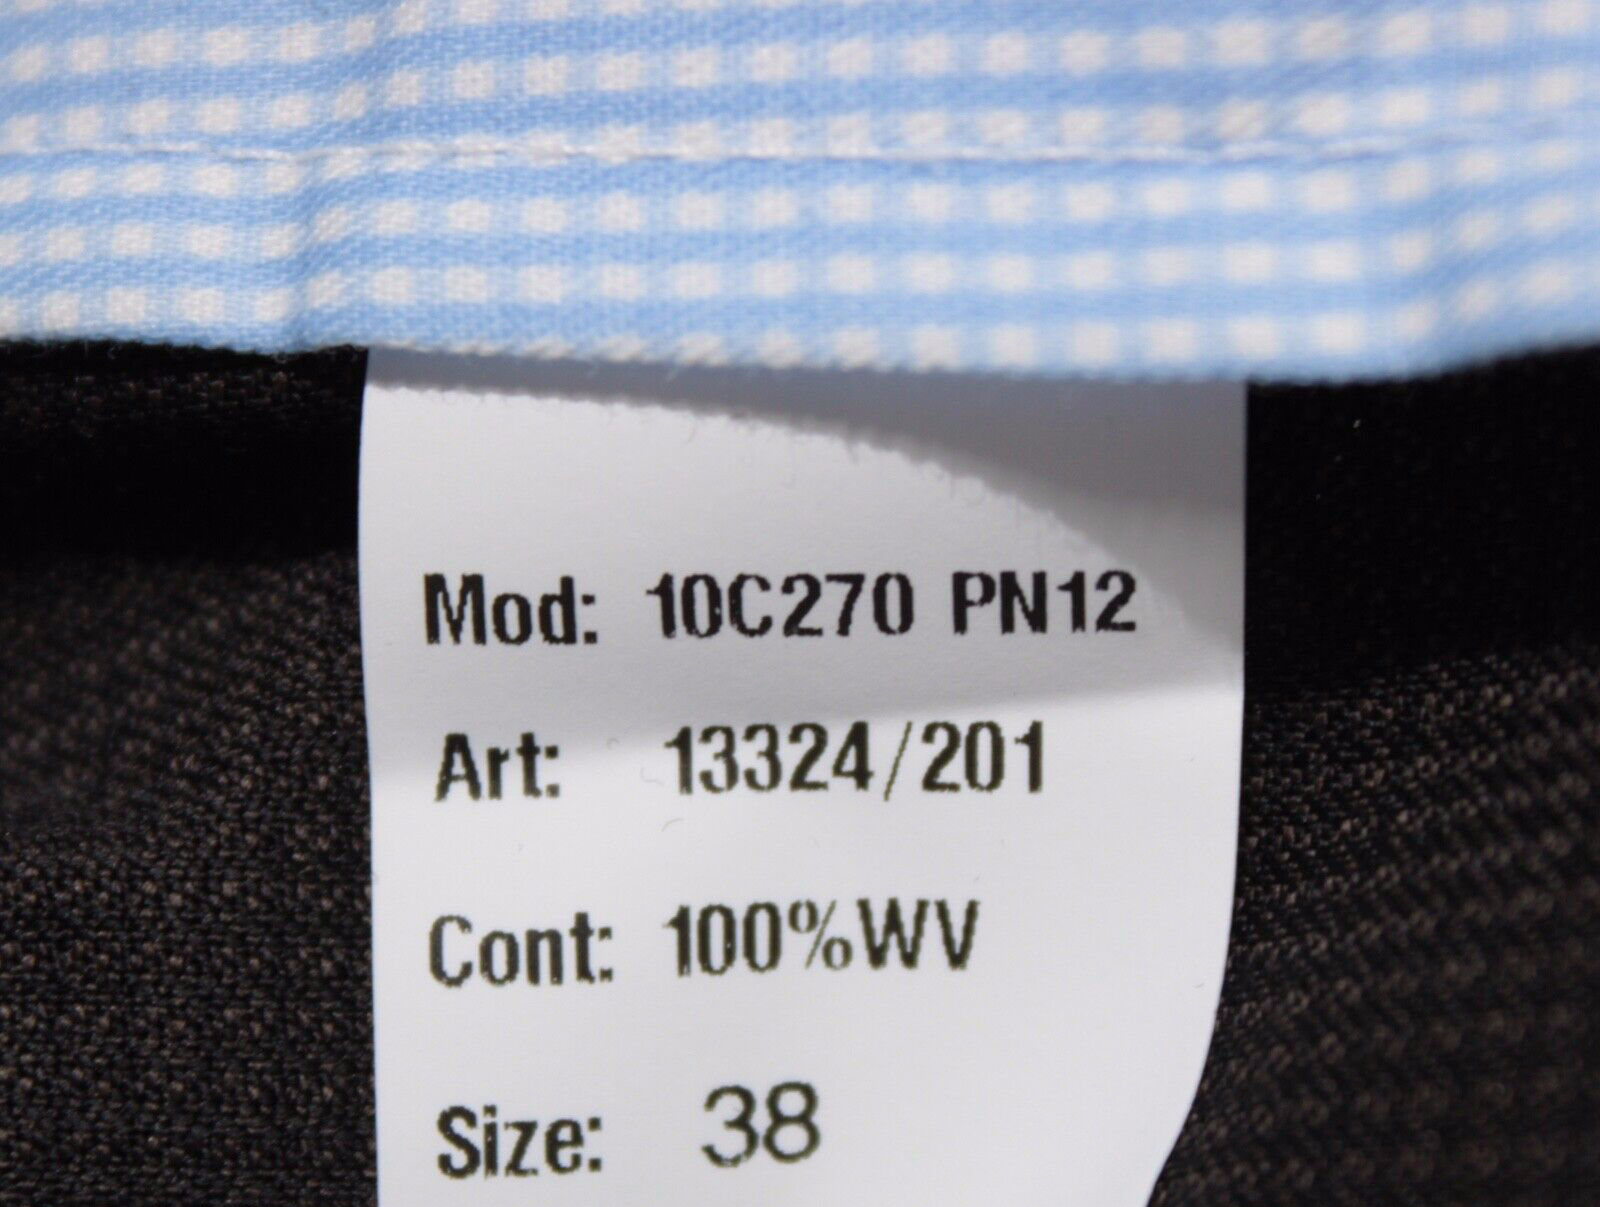 Mod: 10C270 PN12
Art: 13324/201
Cont: 100%WV
Size: 38